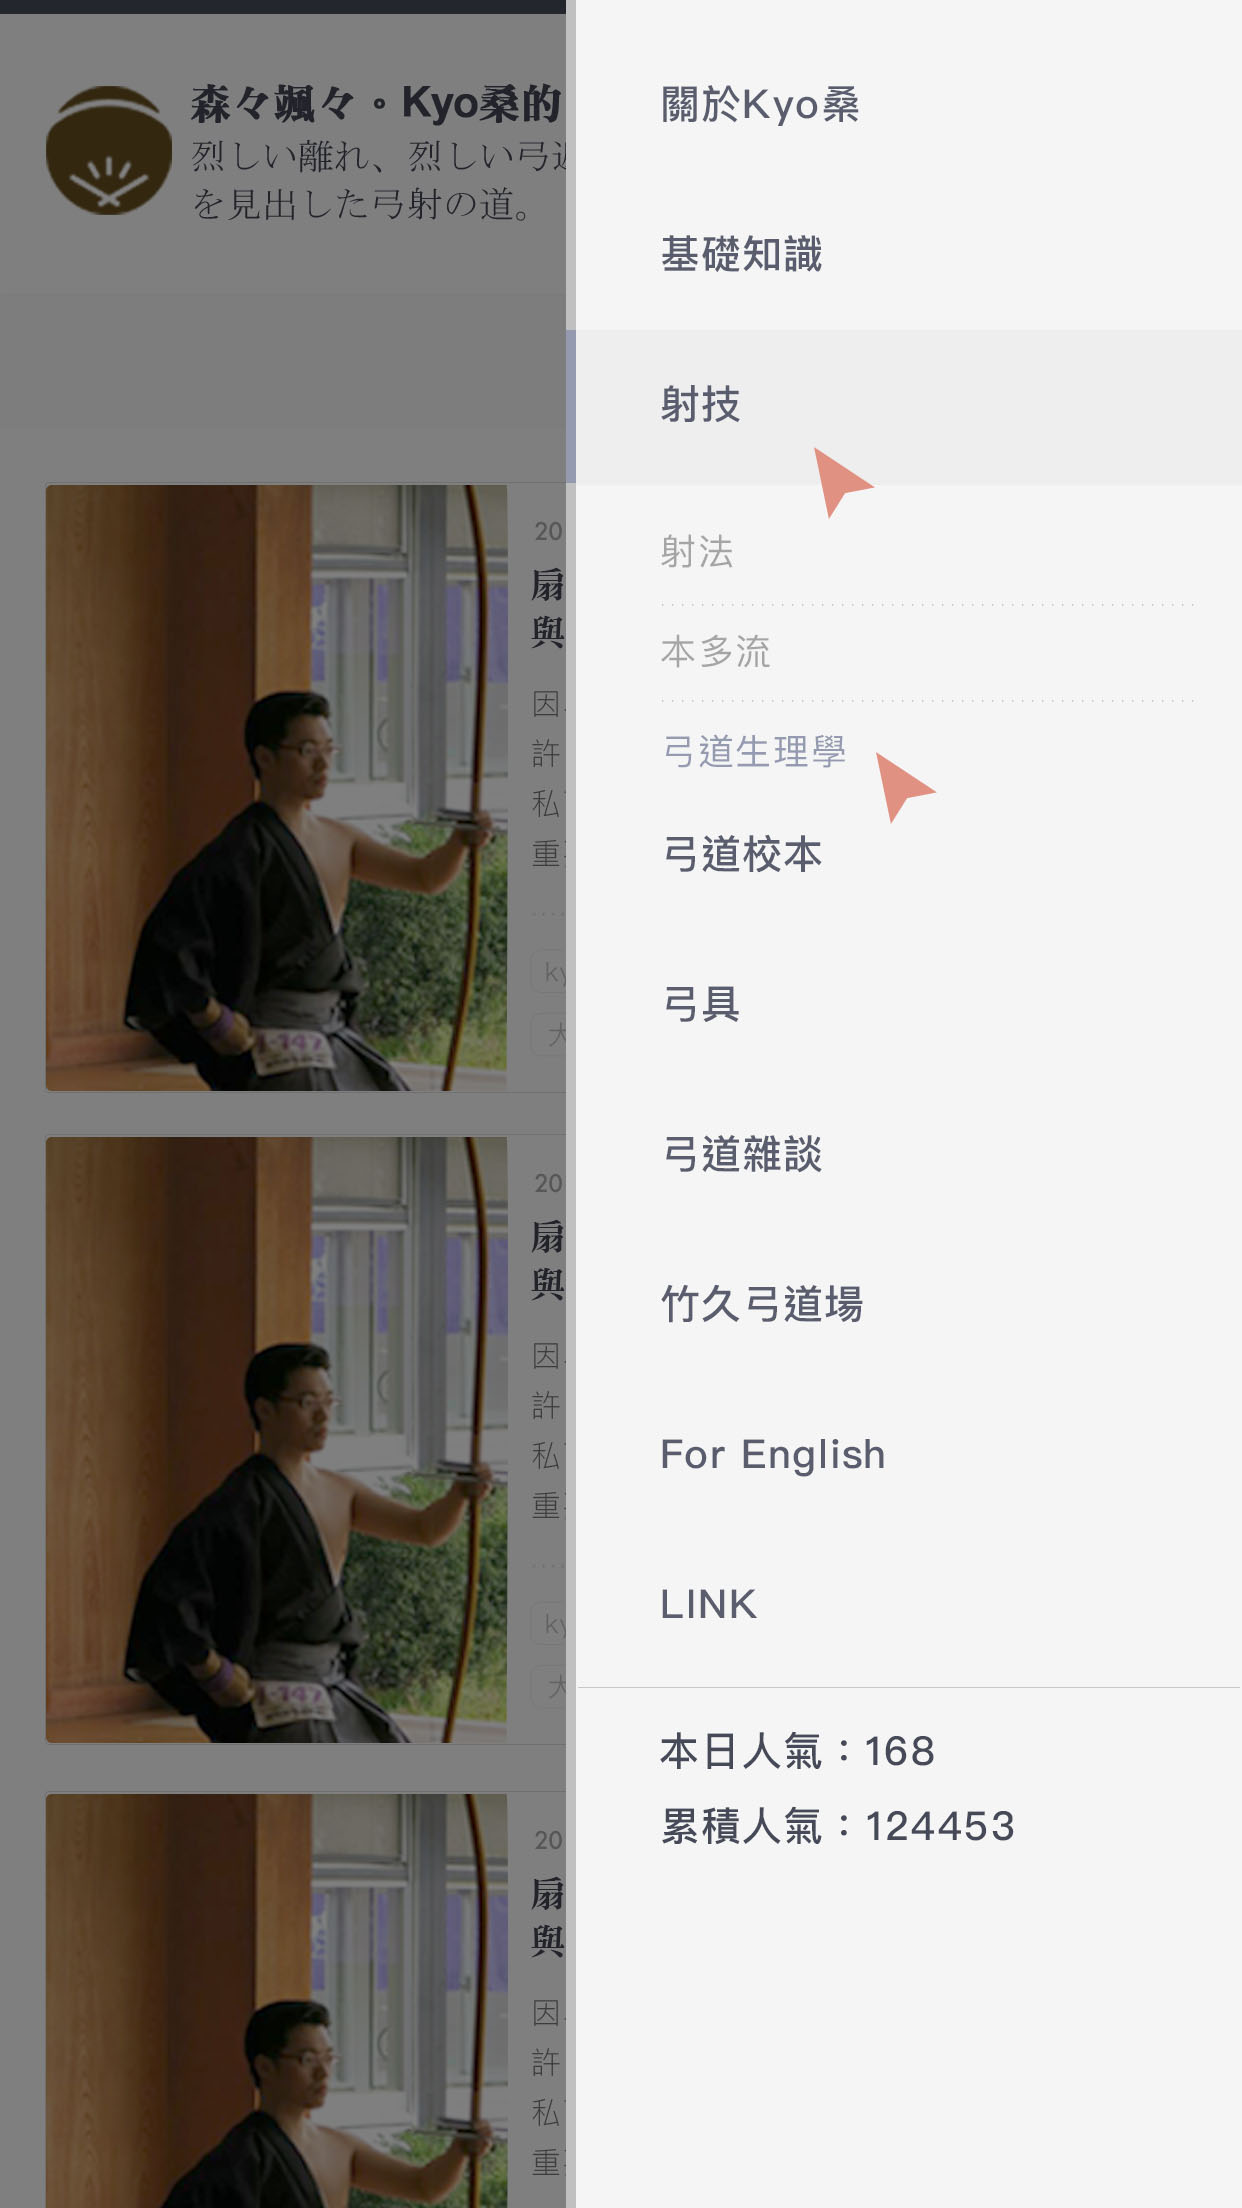 森々颯々。Kyo桑的
烈しい離れ、烈しい弓
を見出した弓射の道。
20
扇
與
因
許
私
重
ky
大
20
扇
與
因
許
私
重
ky
大
20
扇
與
因
許
私
重
關於Kyo桑
基礎知識
射技
射法
本多流
弓道生理學
弓道校本
弓具
弓道雜談
竹久弓道場
For English
LINK
本日人氣：168
累積人氣：124453